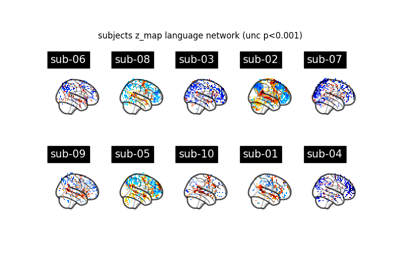 subjects z_map language network (unc p<0.001)
sub-06 sub-08 sub-03 sub-02 sub-07
sub-09 sub-05 sub-10 sub-01 sub-04